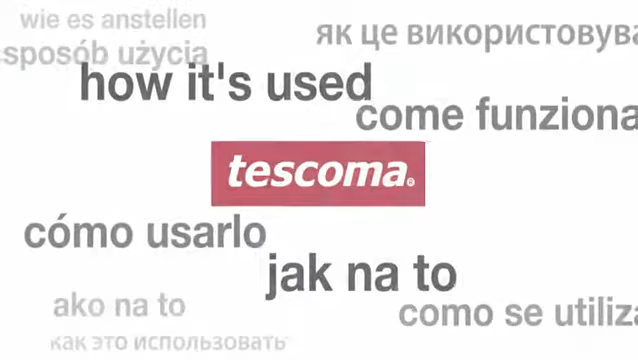 wie es anstellen
як це використовува
sposób użycia
how it's used
come funziona
tescoma®
cómo usarlo
jak na to
ako na to
como se utiliza
как это использовать